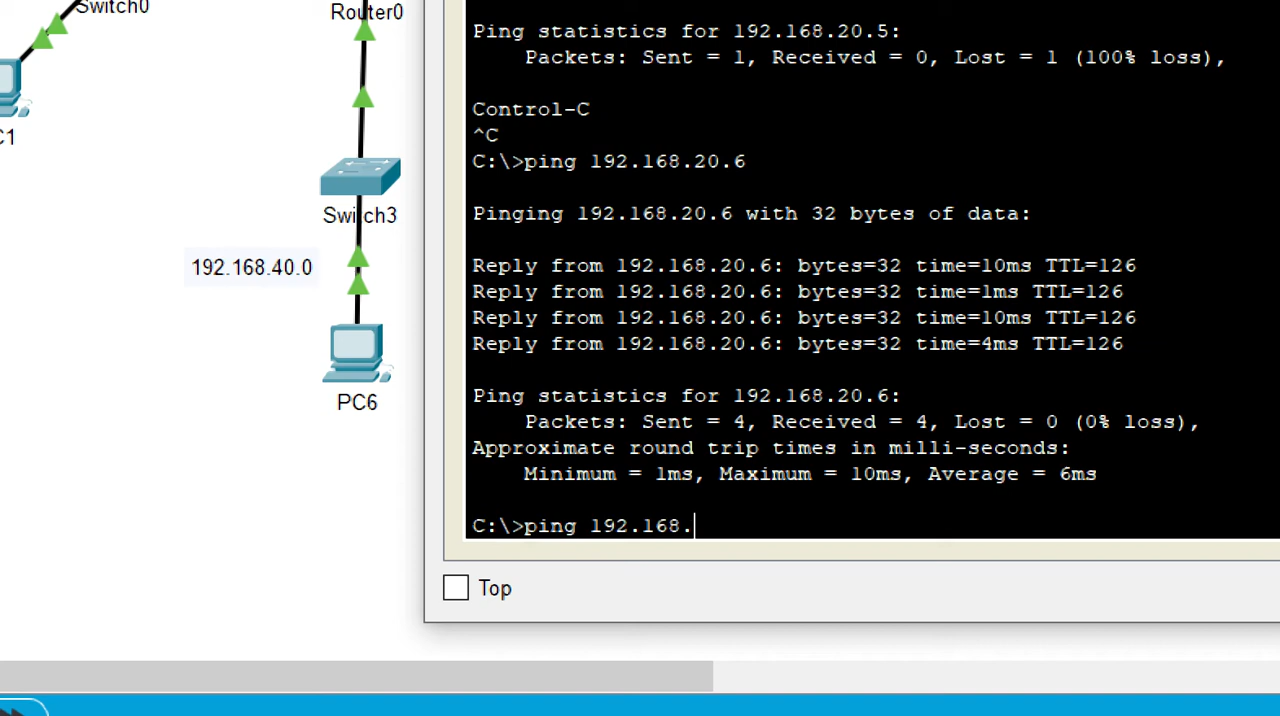 Switch0
Router0
C1
Switch3
192.168.40.0
PC6
Ping statistics for 192.168.20.5:
Packets: Sent = 1, Received = 0, Lost = 1 (100% loss),
Control-C
^C
C:\>ping 192.168.20.6
Pinging 192.168.20.6 with 32 bytes of data:
Reply from 192.168.20.6: bytes=32 time=10ms TTL=126
Reply from 192.168.20.6: bytes=32 time=1ms TTL=126
Reply from 192.168.20.6: bytes=32 time=10ms TTL=126
Reply from 192.168.20.6: bytes=32 time=4ms TTL=126
Ping statistics for 192.168.20.6:
Packets: Sent = 4, Received = 4, Lost = 0 (0% loss),
Approximate round trip times in milli-seconds:
Minimum = 1ms, Maximum = 10ms, Average = 6ms
C:\>ping 192.168.
Top